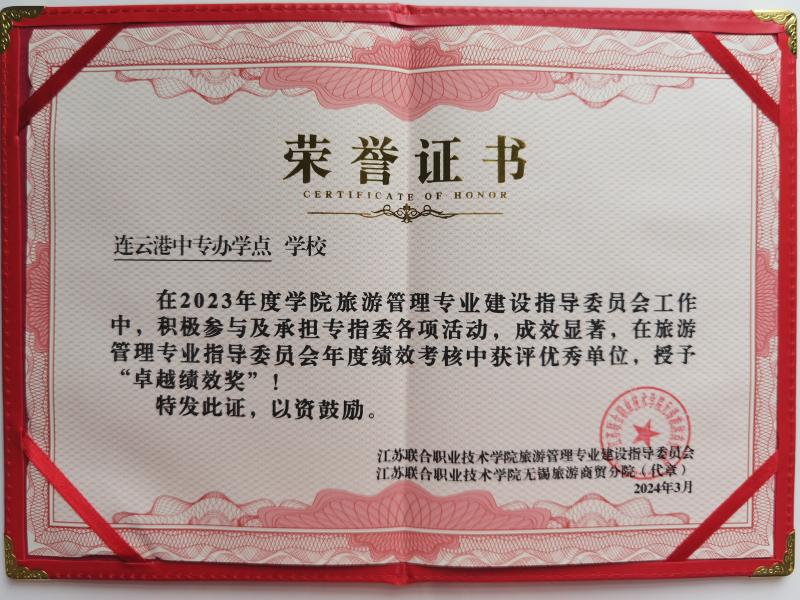 荣誉证书
CERTIFICATE OF HONOR
连云港中专办学点 学校
在2023年度学院旅游管理专业建设指导委员会工作
中，积极参与及承担专指委各项活动，成效显著，在旅游
管理专业指导委员会年度绩效考核中获评优秀单位，授予
“卓越绩效奖”！
特发此证，以资鼓励。
江苏联合职业技术学院旅游管理专业建设指导委员会
江苏联合职业技术学院无锡旅游商贸分院（代章）
2024年3月